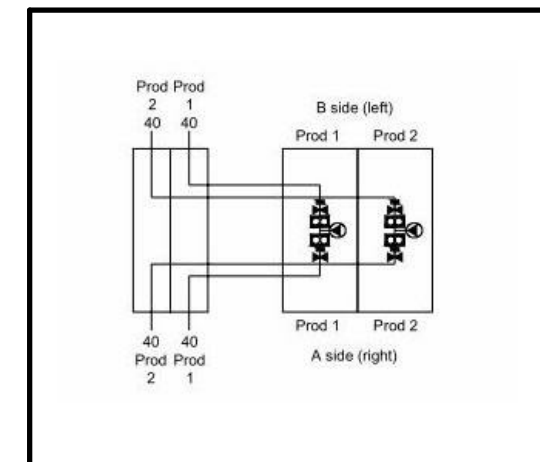 Prod Prod
2 1
40 40
B side (left)
Prod 1 Prod 2
Prod 1 Prod 2
A side (right)
40 40
Prod Prod
2 1